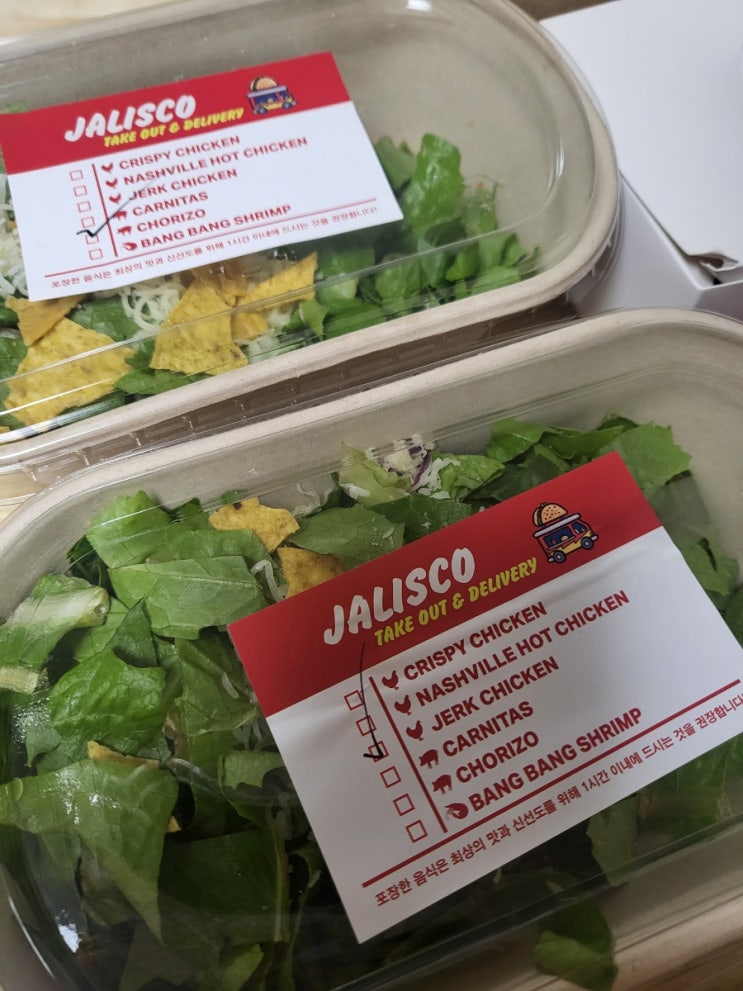 JALISCO
TAKE OUT & DELIVERY
CRISPY CHICKEN
NASHVILLE HOT CHICKEN
JERK CHICKEN
CARNITAS
CHORIZO
BANG BANG SHRIMP
포장한 음식은 최상의 맛과 신선도를 위해 1시간 이내에 드시는 것을 권장합니다!
JALISCO
TAKE OUT & DELIVERY
CRISPY CHICKEN
NASHVILLE HOT CHICKEN
JERK CHICKEN
CARNITAS
CHORIZO
BANG BANG SHRIMP
포장한 음식은 최상의 맛과 신선도를 위해 1시간 이내에 드시는 것을 권장합니다!